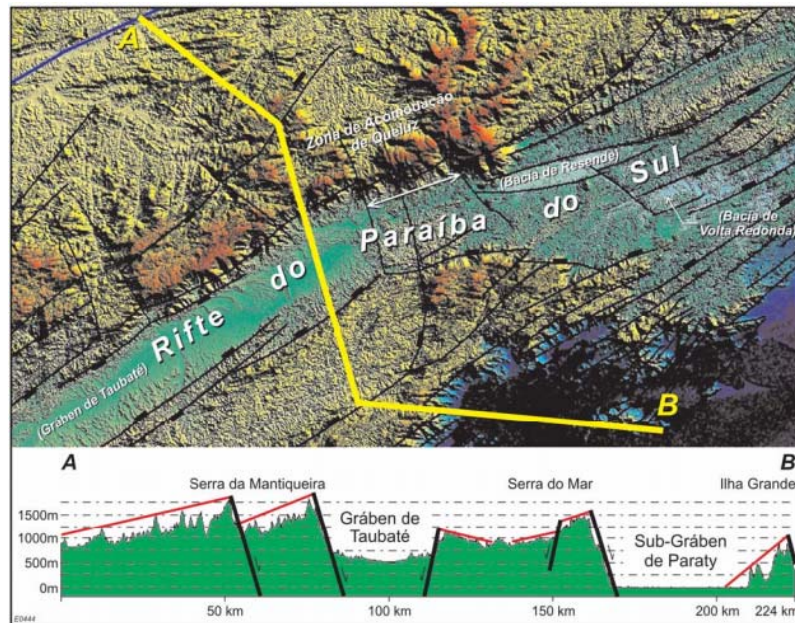 A
Zona de Acomodação
de Queluz
(Bacia de Resende)
Rifte do Paraíba do Sul
(Bacia de
Volta Redonda)
(Gráben de Taubaté)
B
A
B
Serra da Mantiqueira
Serra do Mar
Ilha Grande
1500m
1000m
500m
0m
Gráben de
Taubaté
Sub-Gráben
de Paraty
50 km
100 km
150 km
200 km
224 km
E0444